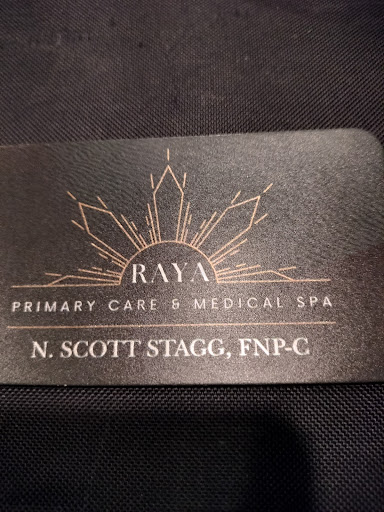 RAYA
PRIMARY CARE & MEDICAL SPA
N. SCOTT STAGG, FNP-C